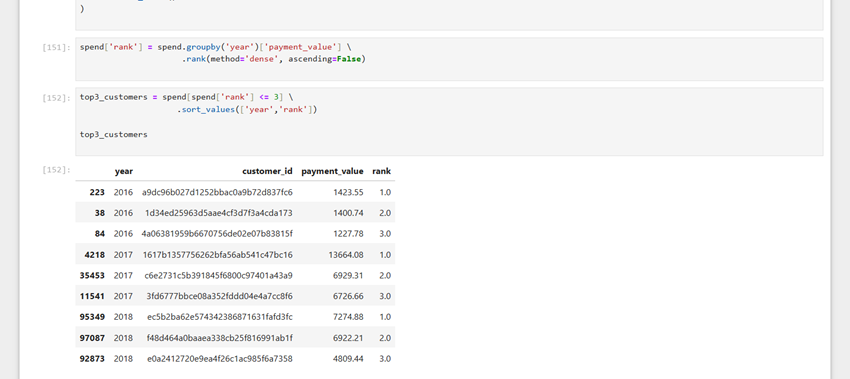 )
[151]: spend['rank'] = spend.groupby('year')['payment_value'] \
.rank(method='dense', ascending=False)
[152]: top3_customers = spend[spend['rank'] <= 3] \
.sort_values(['year','rank'])
top3_customers
[152]: year customer_id payment_value rank
223 2016 a9dc96b027d1252bbac0a9b72d837fc6 1423.55 1.0
38 2016 1d34ed25963d5aae4cf3d7f3a4cda173 1400.74 2.0
84 2016 4a06381959b6670756de02e07b83815f 1227.78 3.0
4218 2017 1617b1357756262bfa56ab541c47bc16 13664.08 1.0
35453 2017 c6e2731c5b391845f6800c97401a43a9 6929.31 2.0
11541 2017 3fd6777bbce08a352fddd04e4a7cc8f6 6726.66 3.0
95349 2018 ec5b2ba62e574342386871631fafd3fc 7274.88 1.0
97087 2018 f48d464a0baaea338cb25f816991ab1f 6922.21 2.0
92873 2018 e0a2412720e9ea4f26c1ac985f6a7358 4809.44 3.0